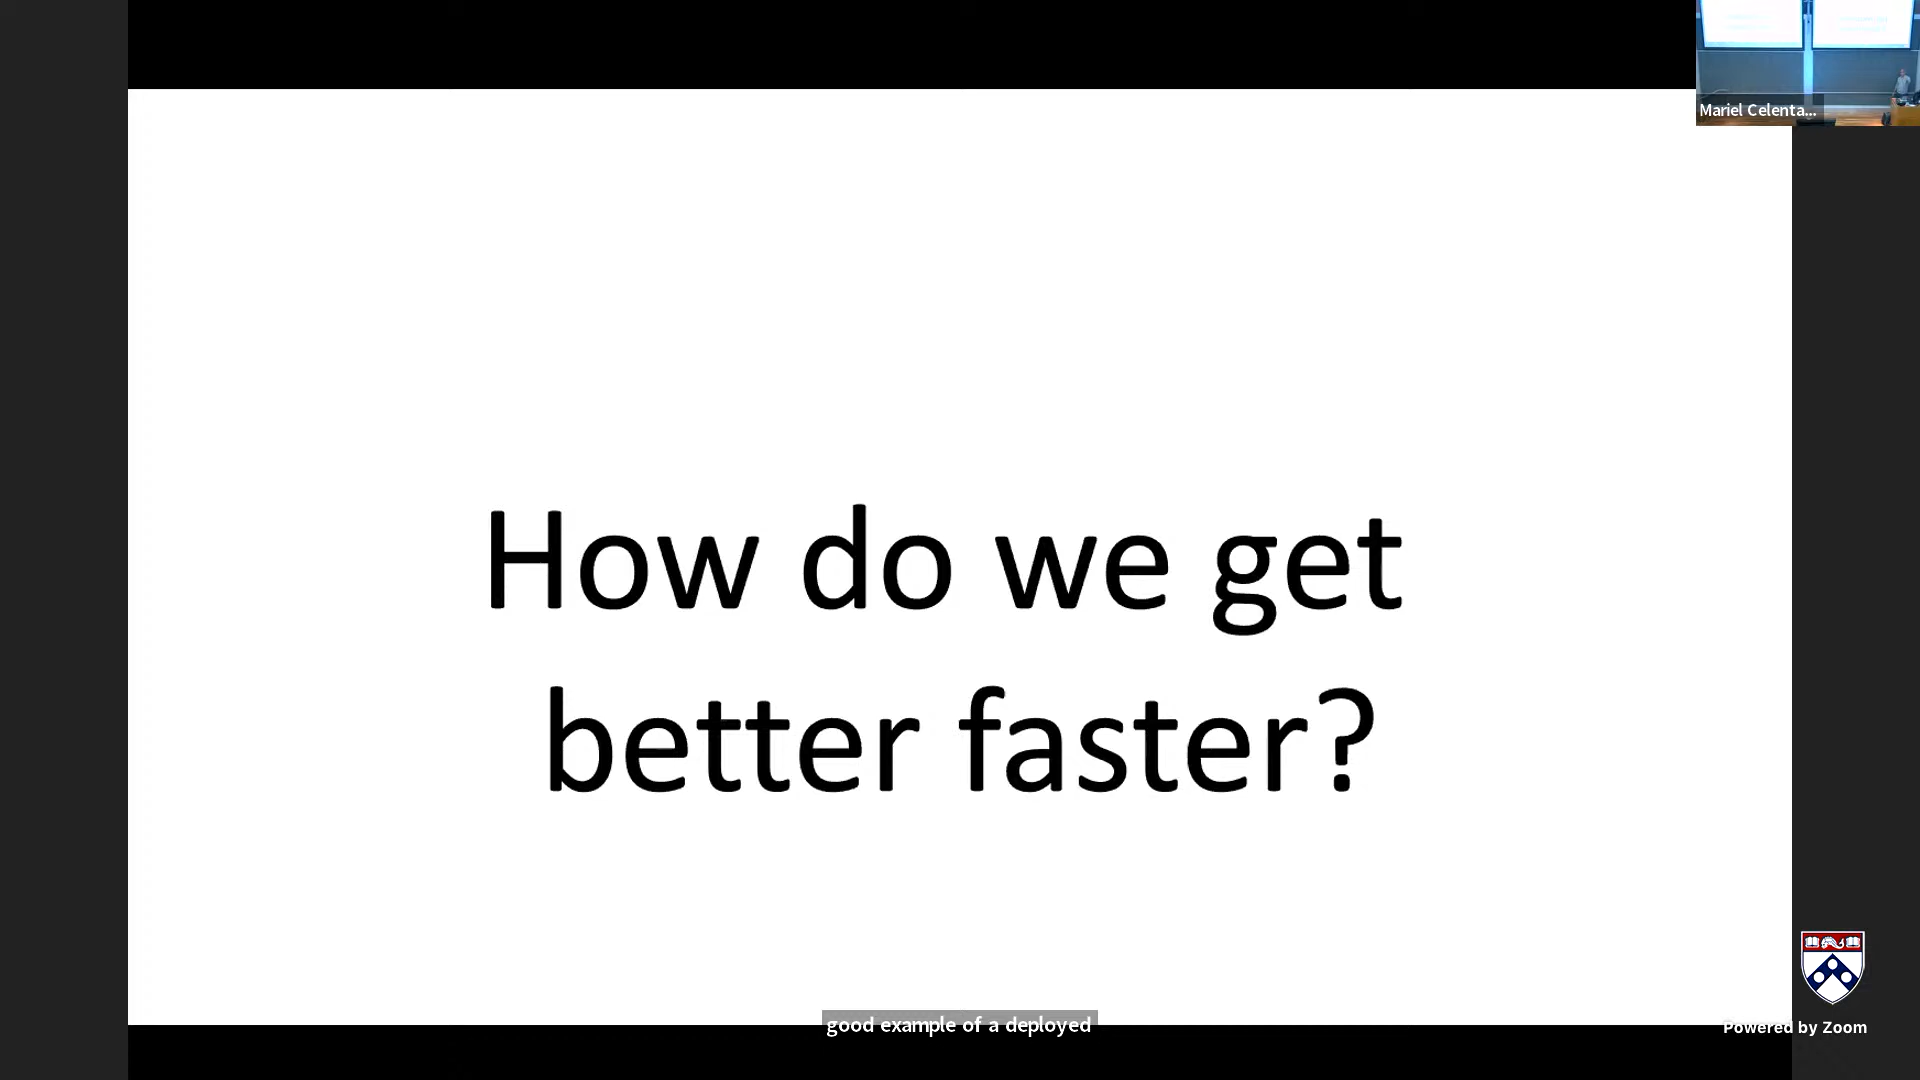 Mariel Celenta...
How do we get
better faster?
good example of a deployed
Powered by Zoom